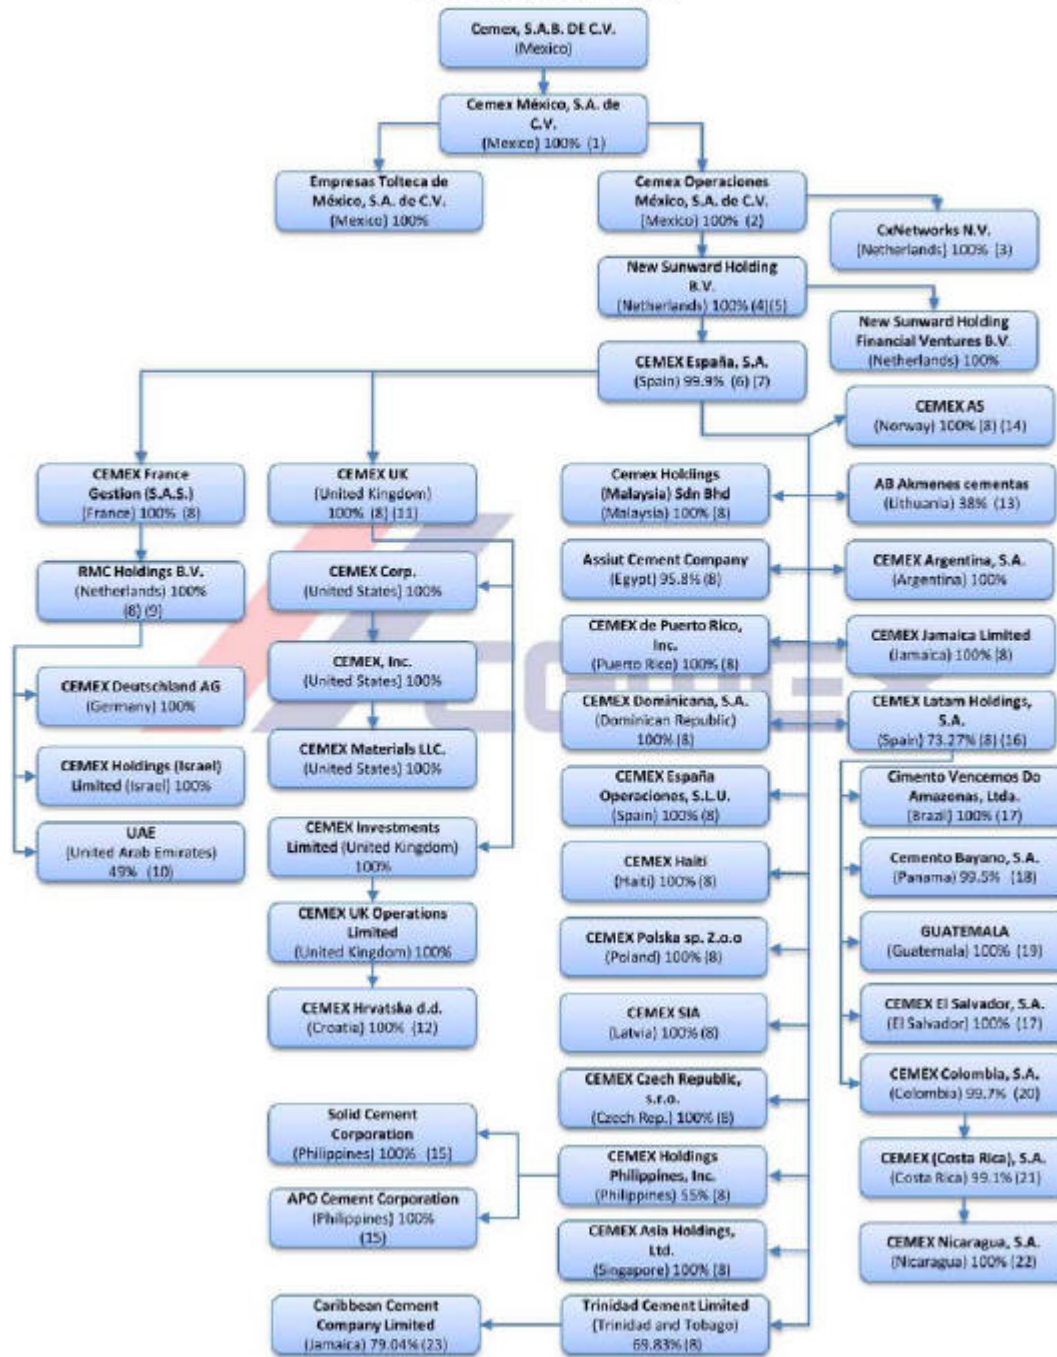 Cemex, S.A.B. DE C.V.
(Mexico)
Cemex México, S.A. de
C.V.
(Mexico) 100% (1)
Empresas Tolteca de
México, S.A. de C.V.
(Mexico) 100%
Cemex Operaciones
México, S.A. de C.V.
(Mexico) 100% (2)
CxNetworks N.V.
(Netherlands) 100% (3)
New Sunward Holding
B.V.
(Netherlands) 100% (4)(5)
New Sunward Holding
Financial Ventures B.V.
(Netherlands) 100%
CEMEX España, S.A.
(Spain) 99.9% (6) (7)
CEMEX France
Gestion (S.A.S.)
(France) 100% (8)
RMC Holdings B.V.
(Netherlands) 100%
(8) (9)
CEMEX Deutschland AG
(Germany) 100%
CEMEX Holdings (Israel)
Limited (Israel) 100%
UAE
(United Arab Emirates)
49% (10)
CEMEX UK
(United Kingdom)
100% (8) (11)
CEMEX Corp.
(United States) 100%
CEMEX, Inc.
(United States) 100%
CEMEX Materials LLC.
(United States) 100%
CEMEX Investments
Limited (United Kingdom)
100%
CEMEX UK Operations
Limited
(United Kingdom) 100%
CEMEX Hrvatska d.d.
(Croatia) 100% (12)
Solid Cement
Corporation
(Philippines) 100% (15)
APO Cement Corporation
(Philippines) 100%
(15)
Caribbean Cement
Company Limited
(Jamaica) 79.04% (23)
Cemex Holdings
(Malaysia) Sdn Bhd
(Malaysia) 100% (8)
Assiut Cement Company
(Egypt) 95.8% (8)
CEMEX de Puerto Rico,
Inc.
(Puerto Rico) 100% (8)
CEMEX Dominicana, S.A.
(Dominican Republic)
100% (8)
CEMEX España
Operaciones, S.L.U.
(Spain) 100% (8)
CEMEX Haiti
(Haiti) 100% (8)
CEMEX Polska sp. Z.o.o
(Poland) 100% (8)
CEMEX SIA
(Latvia) 100% (8)
CEMEX Czech Republic,
s.r.o.
(Czech Rep.) 100% (8)
CEMEX Holdings
Philippines, Inc.
(Philippines) 55% (8)
CEMEX Asia Holdings,
Ltd.
(Singapore) 100% (8)
Trinidad Cement Limited
(Trinidad and Tobago)
69.83% (8)
CEMEX AS
(Norway) 100% (8) (14)
AB Akmenes cementas
(Lithuania) 38% (13)
CEMEX Argentina, S.A.
(Argentina) 100%
CEMEX Jamaica Limited
(Jamaica) 100% (8)
CEMEX Latam Holdings,
S.A.
(Spain) 73.27% (8) (16)
Cimento Vencemos Do
Amazonas, Ltda.
(Brazil) 100% (17)
Cemento Bayano, S.A.
(Panama) 99.5% (18)
GUATEMALA
(Guatemala) 100% (19)
CEMEX El Salvador, S.A.
(El Salvador) 100% (17)
CEMEX Colombia, S.A.
(Colombia) 99.7% (20)
CEMEX (Costa Rica), S.A.
(Costa Rica) 99.1% (21)
CEMEX Nicaragua, S.A.
(Nicaragua) 100% (22)
CEMEX